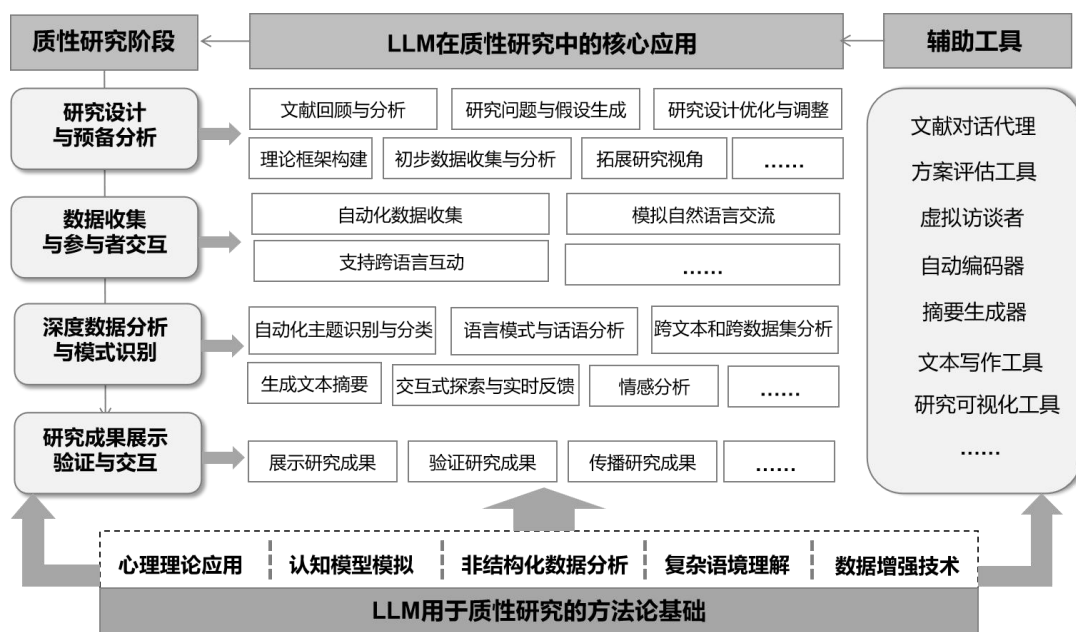 质性研究阶段
LLM在质性研究中的核心应用
辅助工具
研究设计
与预备分析
文献回顾与分析
研究问题与假设生成
研究设计优化与调整
理论框架构建
初步数据收集与分析
拓展研究视角
……
数据收集
与参与者交互
自动化数据收集
模拟自然语言交流
支持跨语言互动
……
深度数据分析
与模式识别
自动化主题识别与分类
语言模式与话语分析
跨文本和跨数据集分析
生成文本摘要
交互式探索与实时反馈
情感分析
……
研究成果展示
验证与交互
展示研究成果
验证研究成果
传播研究成果
……
文献对话代理
方案评估工具
虚拟访谈者
自动编码器
摘要生成器
文本写作工具
研究可视化工具
……
心理理论应用
认知模型模拟
非结构化数据分析
复杂语境理解
数据增强技术
LLM用于质性研究的方法论基础